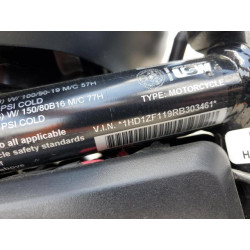 W/ 100/90-19 M/C 57H
PSI COLD
W/ 150/80B16 M/C 77H
PSI COLD
TYPE: MOTORCYCLE
V.I.N. *1HD1ZF119RB303461*
to all applicable
cle safety standards
H